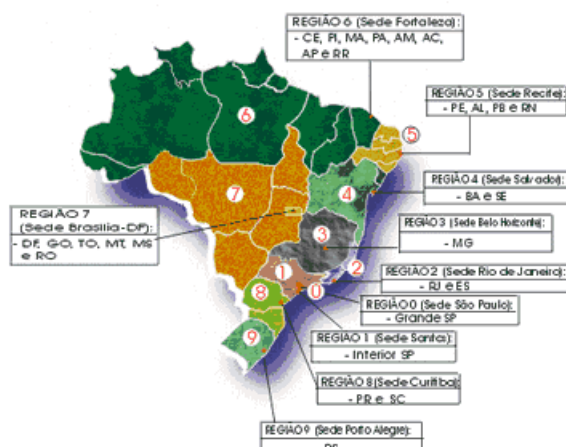 REGIÃO 6 (Sede Fortaleza):
- CE, PI, MA, PA, AM, AC,
AP e RR
REGIÃO 5 (Sede Recife):
- PE, AL, PB e RN
REGIÃO 4 (Sede Salvador):
- BA e SE
REGIÃO 3 (Sede Belo Horizonte):
- MG
REGIÃO 7
(Sede Brasília-DF):
- DF, GO, TO, MT, MS
e RO
REGIÃO 2 (Sede Rio de Janeiro):
- RJ e ES
REGIÃO 0 (Sede São Paulo):
- Grande SP
REGIÃO 1 (Sede Santos):
- Interior SP
REGIÃO 8 (Sede Curitiba):
- PR e SC
REGIÃO 9 (Sede Porto Alegre):
- RS
6
5
7
4
3
2
1
0
8
9